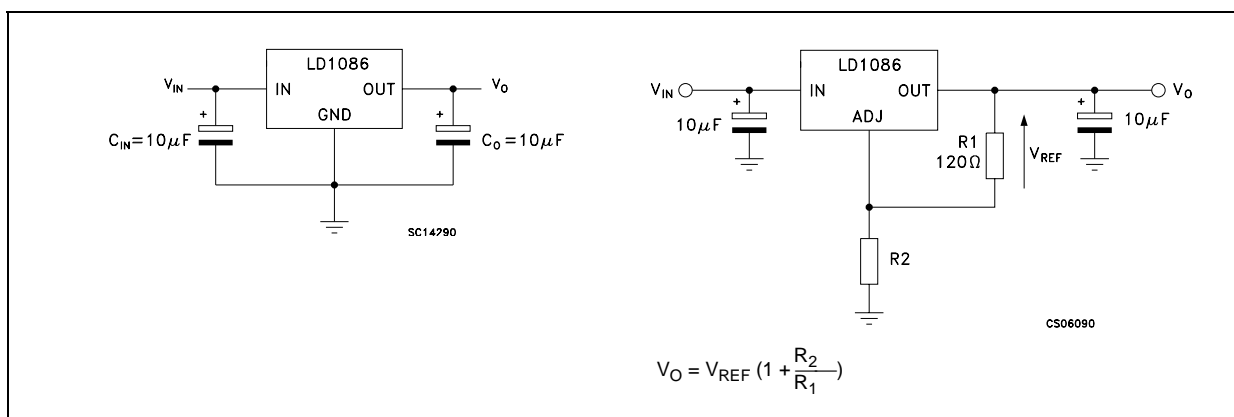 LD1086
V_IN
IN
OUT
V_O
GND
+
+
C_IN=10μF
C_O=10μF
SC14290
LD1086
V_IN
IN
OUT
V_O
ADJ
+
+
10μF
10μF
R1
120Ω
V_REF
R2
CS06090
V_O = V_REF (1 + R_2/R_1)